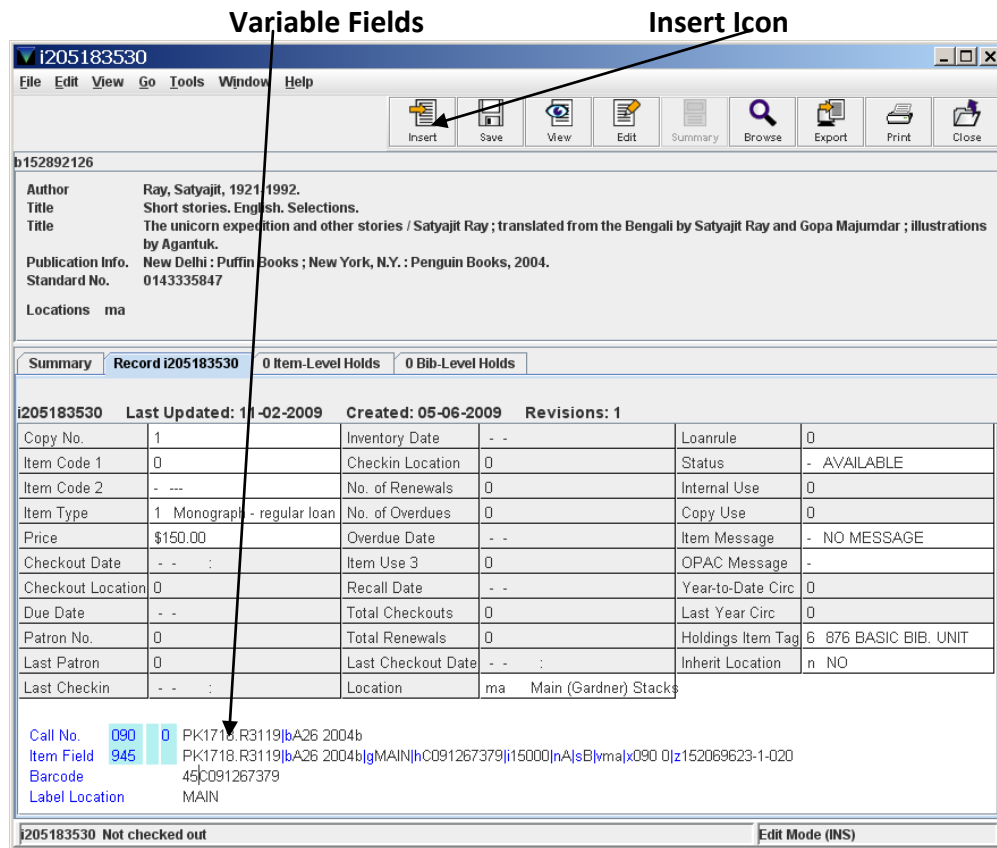 Variable Fields Insert Icon
i205183530
File Edit View Go Tools Window Help
Insert Save View Edit Summary Browse Export Print Close
b152892126
Author Ray, Satyajit, 1921-1992.
Title Short stories. English. Selections.
Title The unicorn expedition and other stories / Satyajit Ray ; translated from the Bengali by Satyajit Ray and Gopa Majumdar ; illustrations
by Agantuk.
Publication Info. New Delhi : Puffin Books ; New York, N.Y. : Penguin Books, 2004.
Standard No. 0143335847
Locations ma
Summary Record i205183530 0 Item-Level Holds 0 Bib-Level Holds
i205183530 Last Updated: 11-02-2009 Created: 05-06-2009 Revisions: 1
Copy No. 1 Inventory Date - - Loanrule 0
Item Code 1 0 Checkin Location 0 Status - AVAILABLE
Item Code 2 - --- No. of Renewals 0 Internal Use 0
Item Type 1 Monograph - regular loan No. of Overdues 0 Copy Use 0
Price $150.00 Overdue Date - - Item Message - NO MESSAGE
Checkout Date - - : Item Use 3 0 OPAC Message -
Checkout Location 0 Recall Date - - Year-to-Date Circ 0
Due Date - - Total Checkouts 0 Last Year Circ 0
Patron No. 0 Total Renewals 0 Holdings Item Tag 6 876 BASIC BIB. UNIT
Last Patron 0 Last Checkout Date - - : Inherit Location n NO
Last Checkin - - : Location ma Main (Gardner) Stacks
Call No. 090 0 PK1718.R3119|bA26 2004b
Item Field 945 PK1718.R3119|bA26 2004b|gMAIN|hC091267379|i15000|nA|sB|vma|x090 0|z152069623-1-020
Barcode 45C091267379
Label Location MAIN
i205183530 Not checked out Edit Mode (INS)